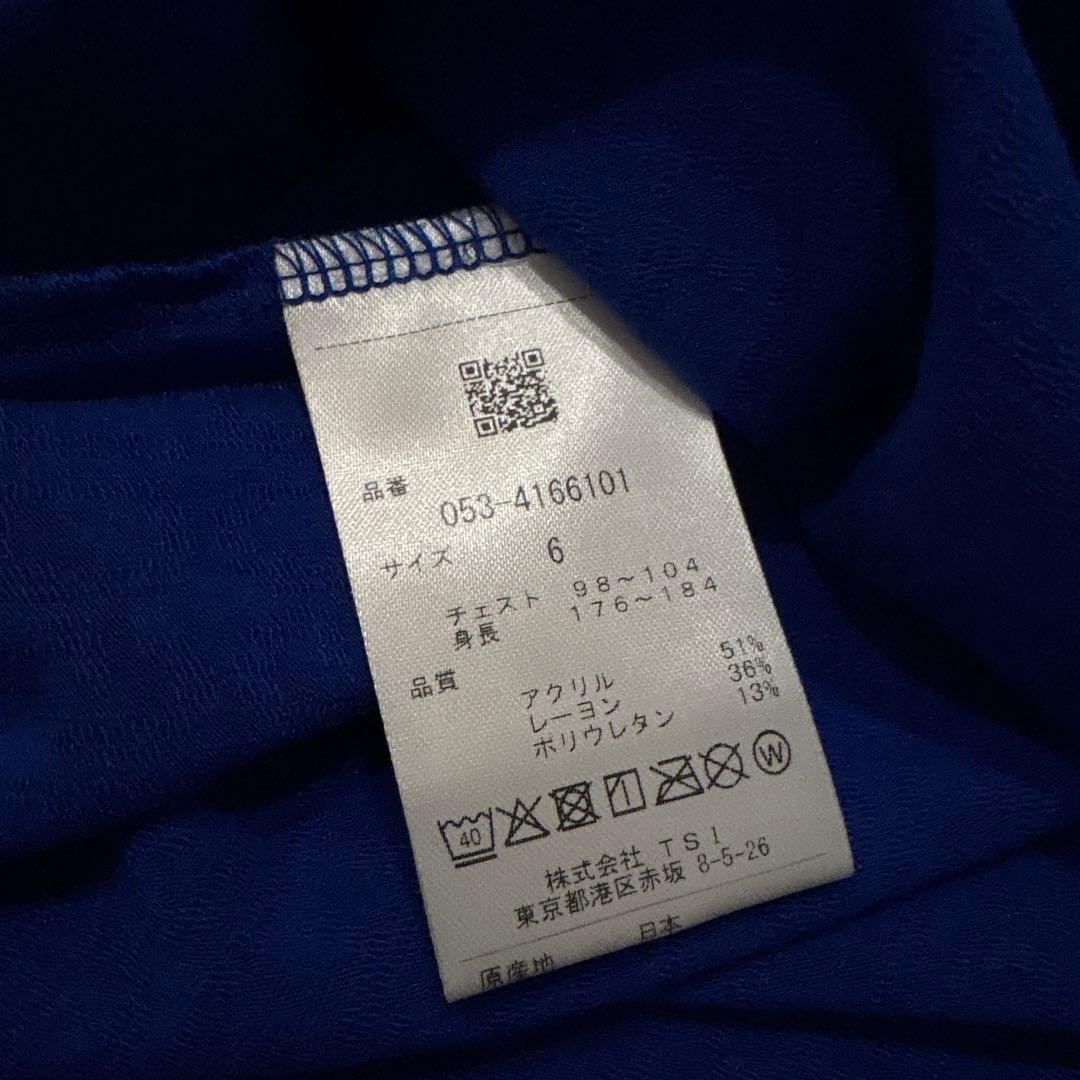 品番 053-4166101
サイズ 6
チェスト 98～104
身長 176～184
品質 アクリル 51%
レーヨン 36%
ポリウレタン 13%
40 W
株式会社 TSI
東京都港区赤坂 8-5-26
原産地 日本